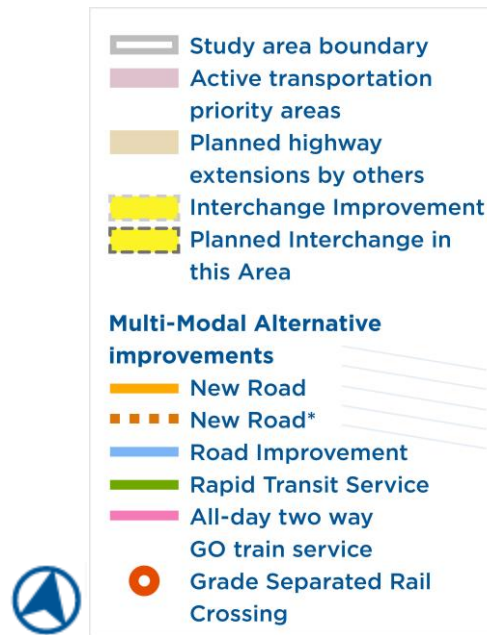 Study area boundary
Active transportation
priority areas
Planned highway
extensions by others
Interchange Improvement
Planned Interchange in
this Area
Multi-Modal Alternative
improvements
New Road
New Road*
Road Improvement
Rapid Transit Service
All-day two way
GO train service
Grade Separated Rail
Crossing